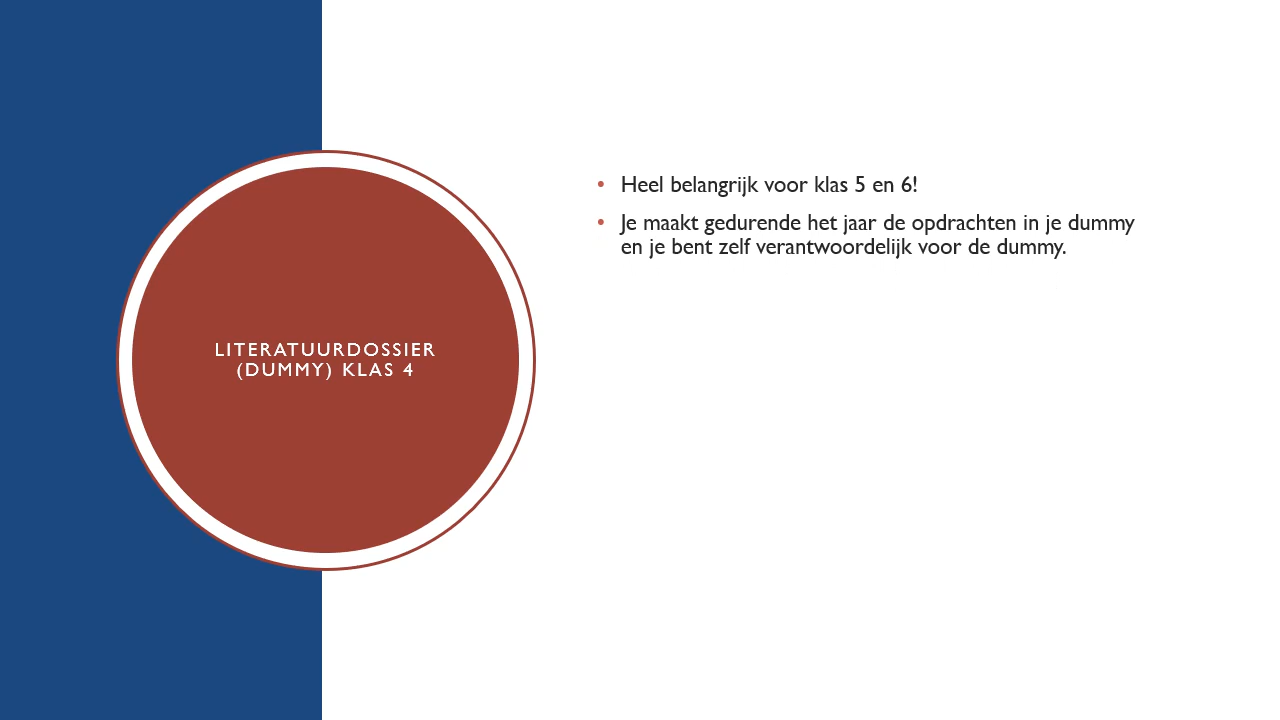 LITERATUURDOSSIER
(DUMMY) KLAS 4
• Heel belangrijk voor klas 5 en 6!
• Je maakt gedurende het jaar de opdrachten in je dummy
en je bent zelf verantwoordelijk voor de dummy.